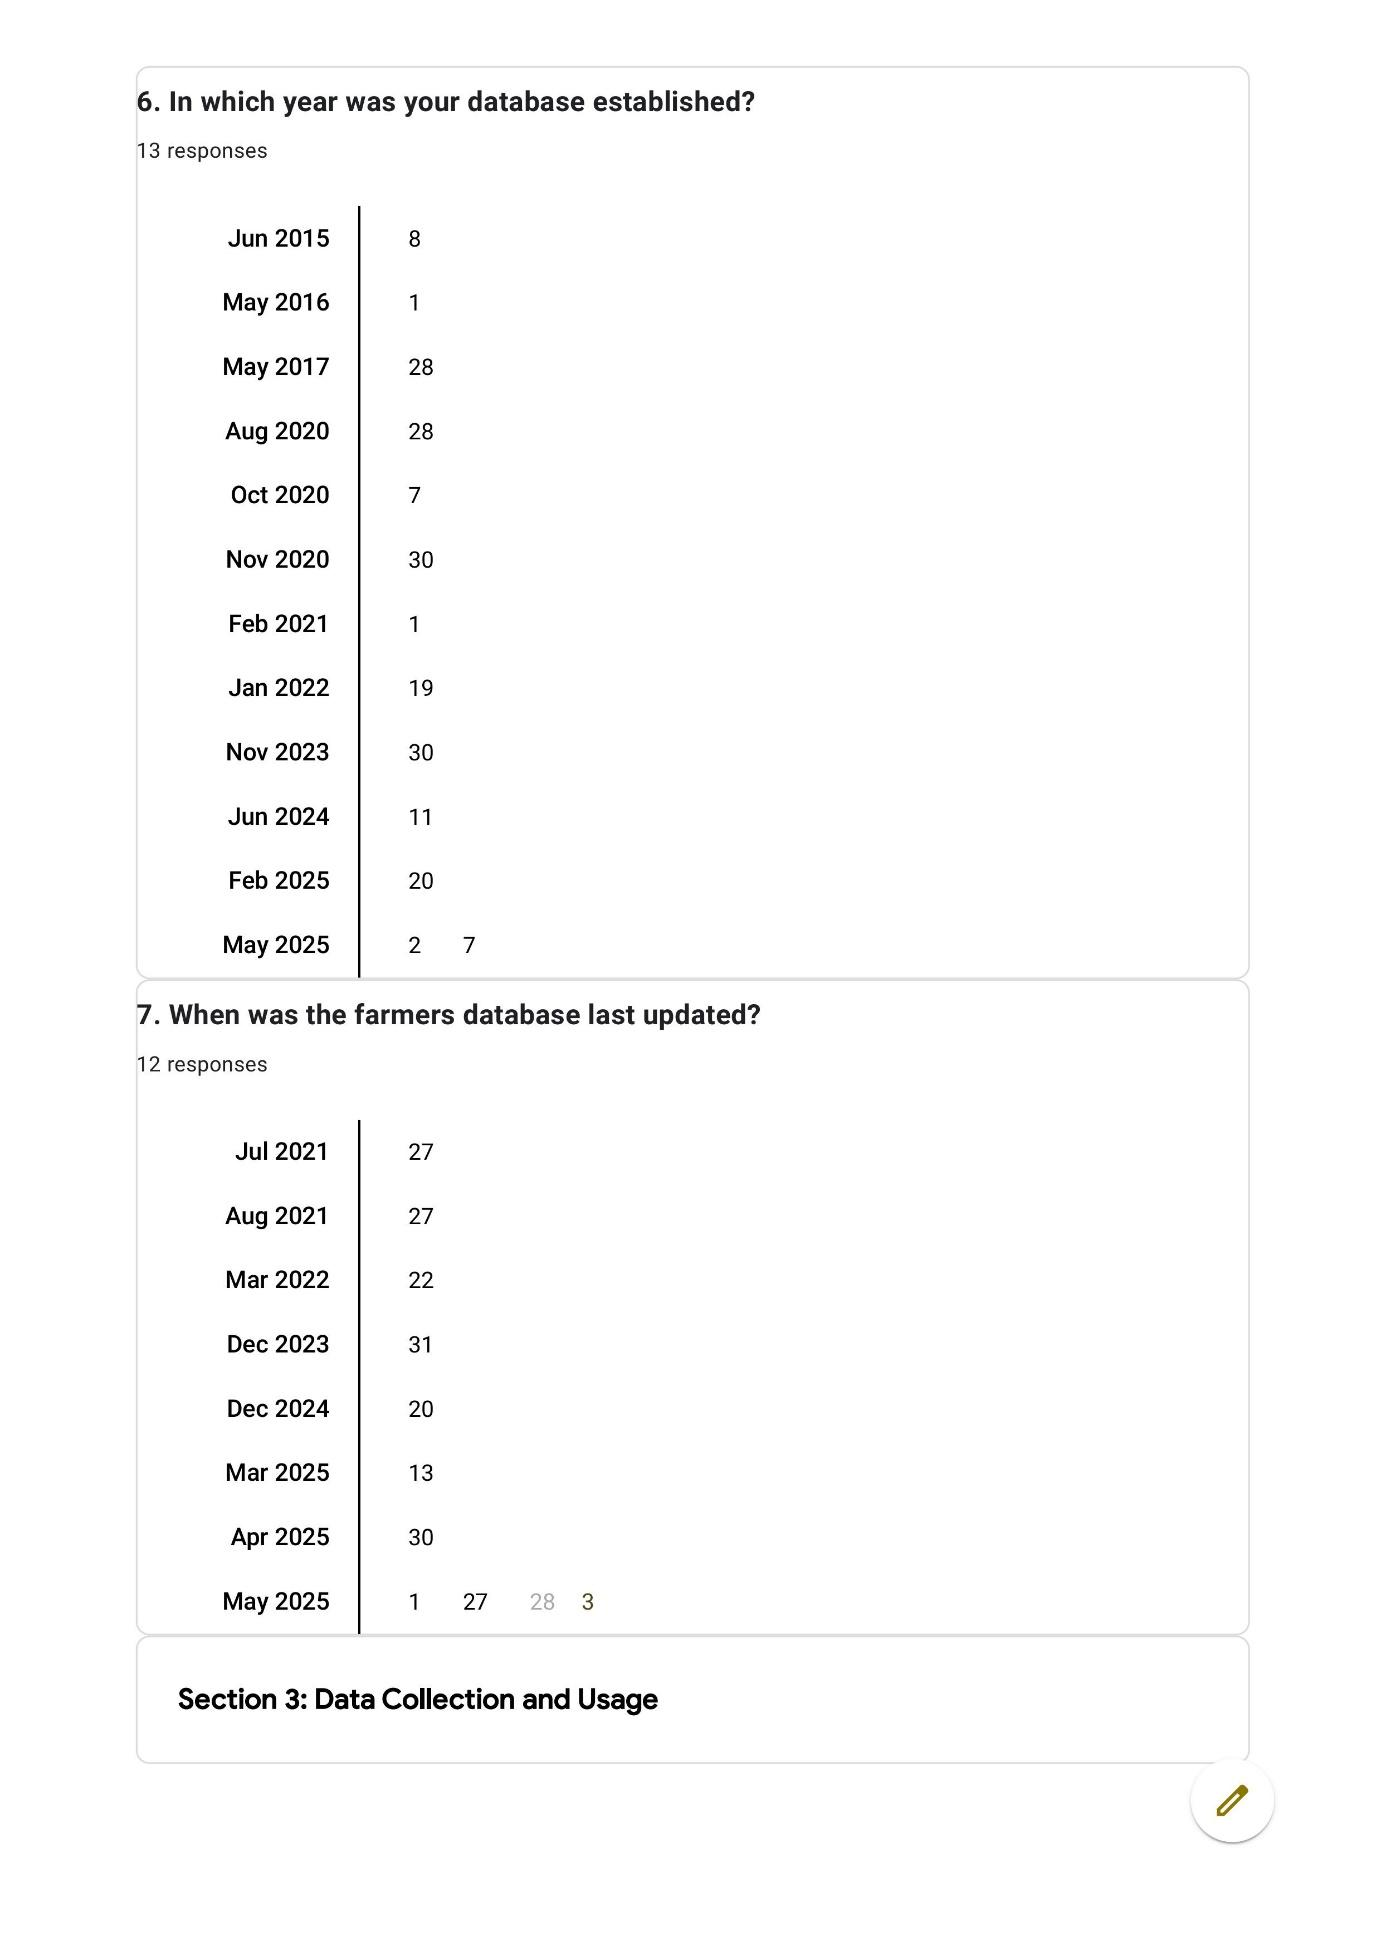 6. In which year was your database established?
13 responses
Jun 2015 8
May 2016 1
May 2017 28
Aug 2020 28
Oct 2020 7
Nov 2020 30
Feb 2021 1
Jan 2022 19
Nov 2023 30
Jun 2024 11
Feb 2025 20
May 2025 2 7
7. When was the farmers database last updated?
12 responses
Jul 2021 27
Aug 2021 27
Mar 2022 22
Dec 2023 31
Dec 2024 20
Mar 2025 13
Apr 2025 30
May 2025 1 27 28 3
Section 3: Data Collection and Usage